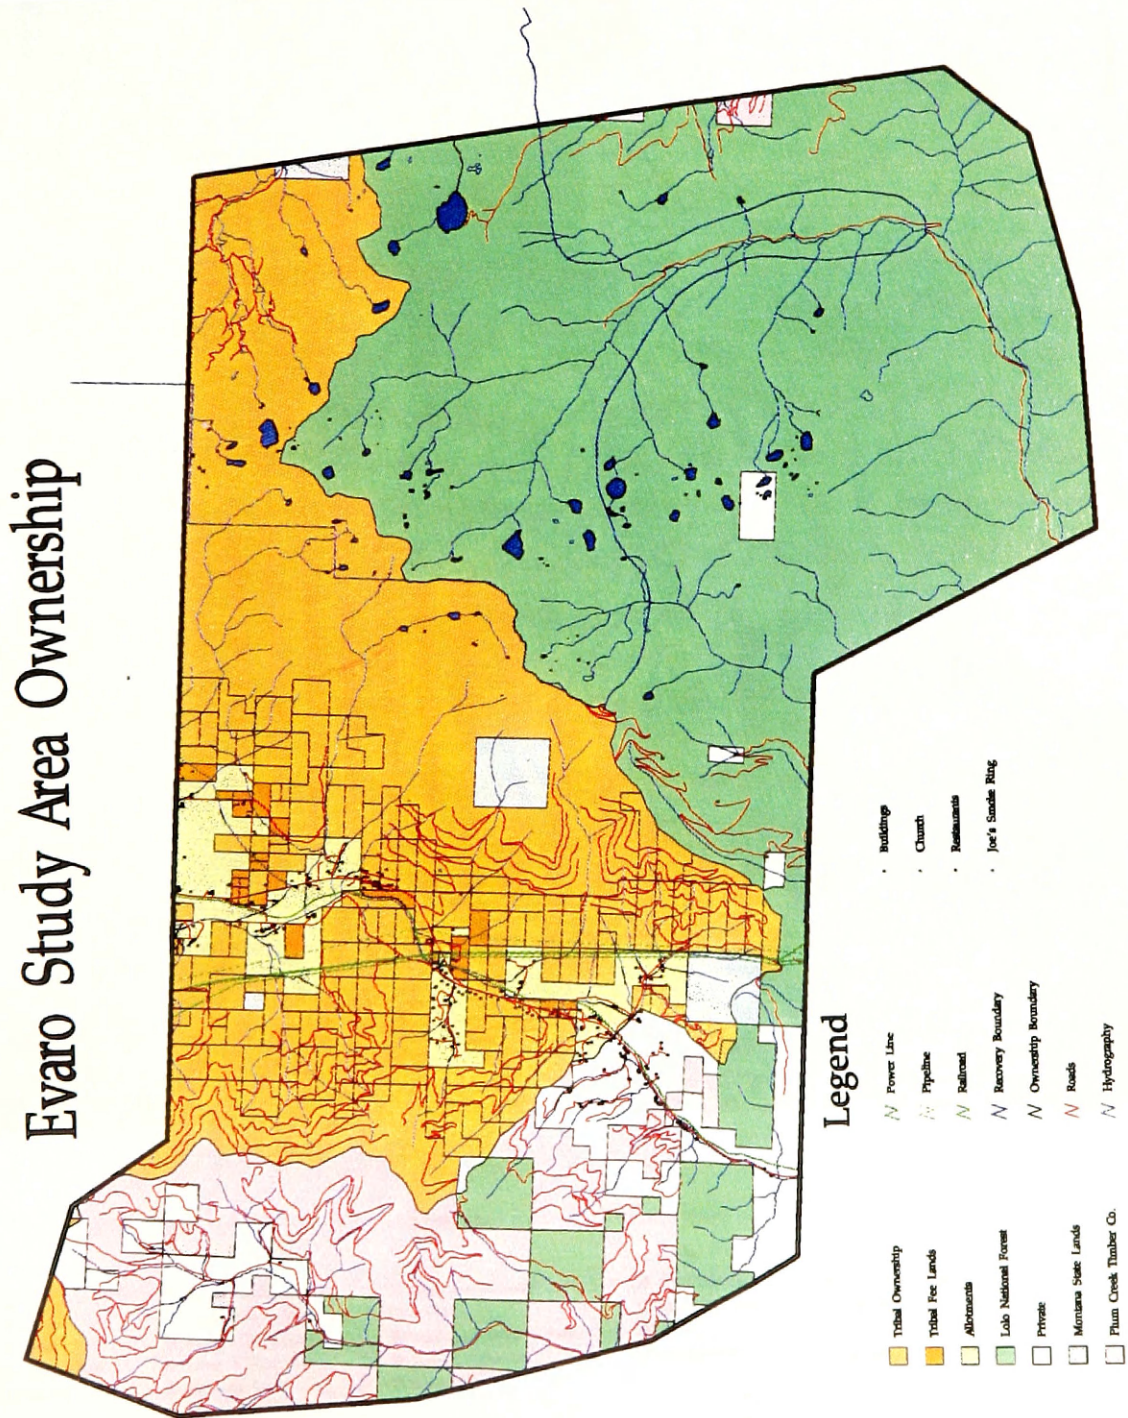 Evaro Study Area Ownership
Legend
Tribal Ownership
Tribal Fee Lands
Allotments
Lolo National Forest
Private
Montana State Lands
Plum Creek Timber Co.
Power Line
Pipeline
Railroad
Recovery Boundary
Ownership Boundary
Roads
Hydrography
Buildings
Church
Restaurants
Joe's Smoke Ring